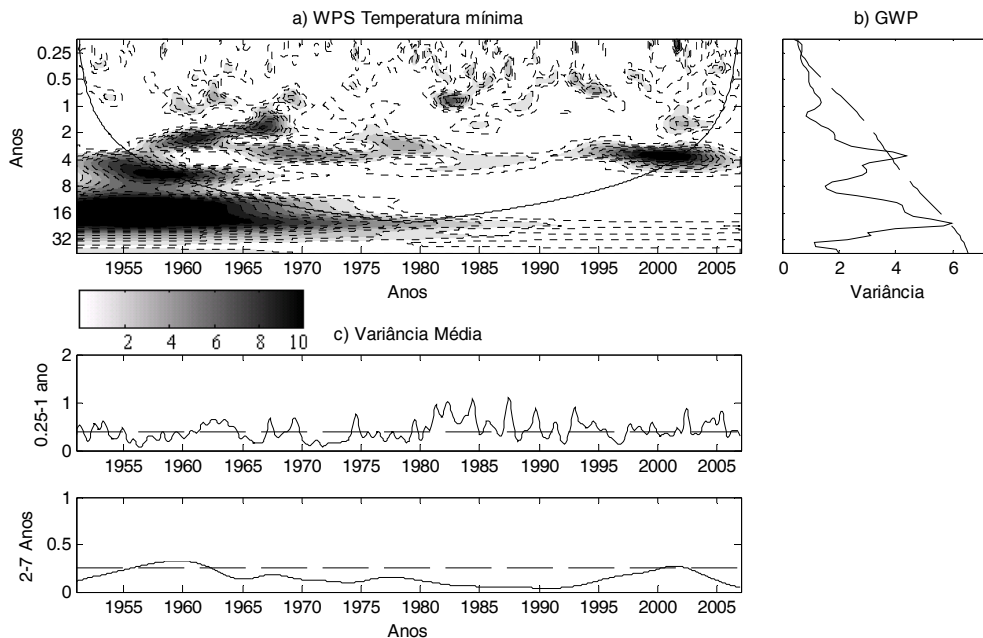 a) WPS Temperatura mínima
b) GWP
Anos
0.25
0.5
1
2
4
8
16
32
1955 1960 1965 1970 1975 1980 1985 1990 1995 2000 2005
Anos
0 2 4 6
Variância
2 4 6 8 10
c) Variância Média
0.25-1 ano
2
1
0
1955 1960 1965 1970 1975 1980 1985 1990 1995 2000 2005
2-7 Anos
1
0.5
0
1955 1960 1965 1970 1975 1980 1985 1990 1995 2000 2005
Anos